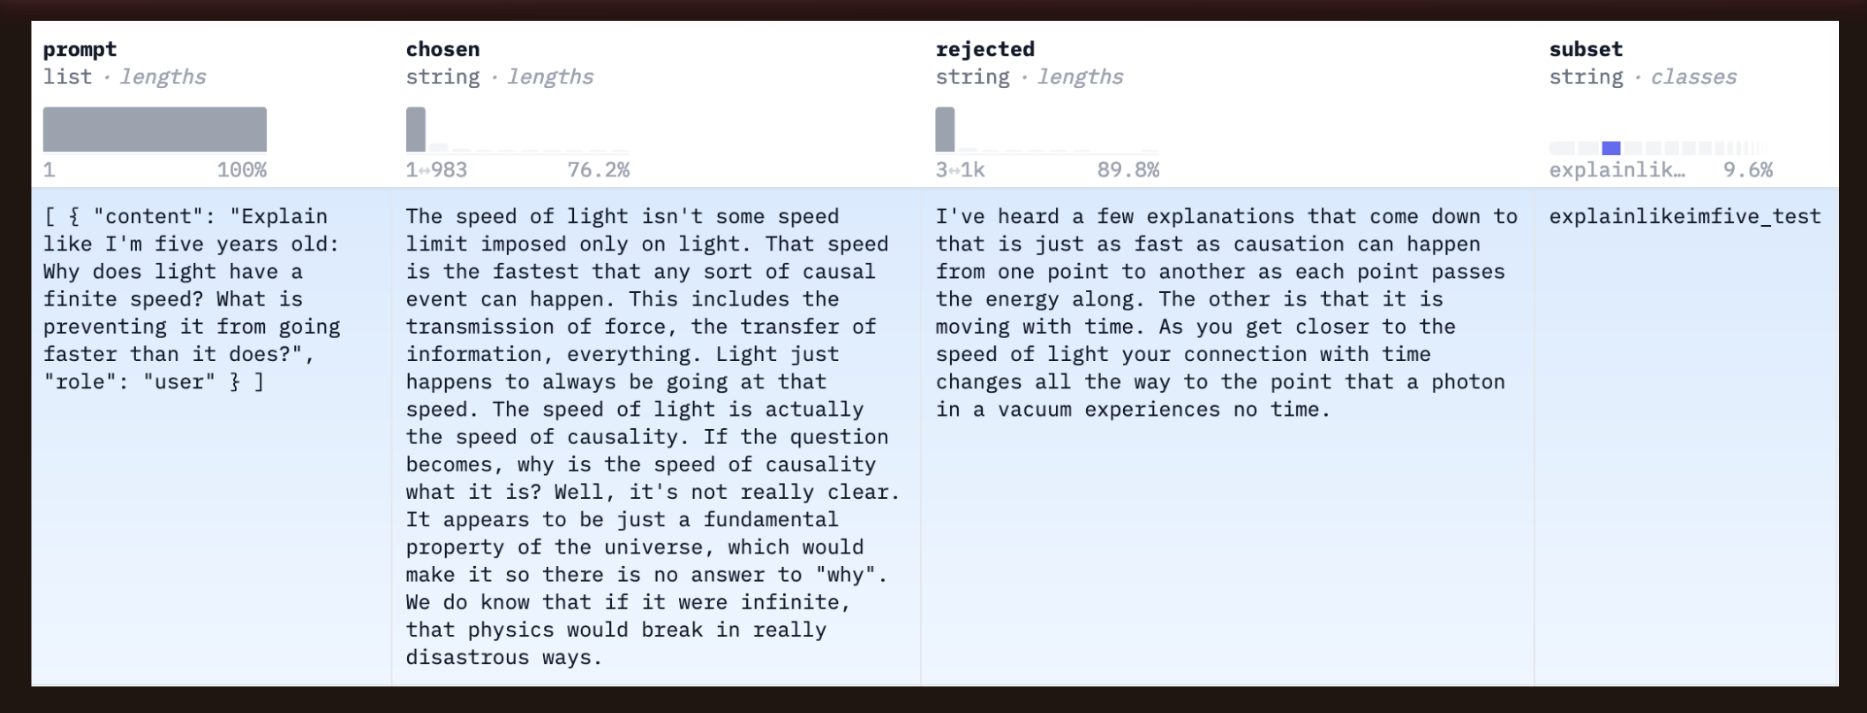 prompt
list · lengths
1 100%
[ { "content": "Explain
like I'm five years old:
Why does light have a
finite speed? What is
preventing it from going
faster than it does?",
"role": "user" } ]
chosen
string · lengths
1↔983 76.2%
The speed of light isn't some speed
limit imposed only on light. That speed
is the fastest that any sort of causal
event can happen. This includes the
transmission of force, the transfer of
information, everything. Light just
happens to always be going at that
speed. The speed of light is actually
the speed of causality. If the question
becomes, why is the speed of causality
what it is? Well, it's not really clear.
It appears to be just a fundamental
property of the universe, which would
make it so there is no answer to "why".
We do know that if it were infinite,
that physics would break in really
disastrous ways.
rejected
string · lengths
3↔1k 89.8%
I've heard a few explanations that come down to
that is just as fast as causation can happen
from one point to another as each point passes
the energy along. The other is that it is
moving with time. As you get closer to the
speed of light your connection with time
changes all the way to the point that a photon
in a vacuum experiences no time.
subset
string · classes
explainlik… 9.6%
explainlikeimfive_test